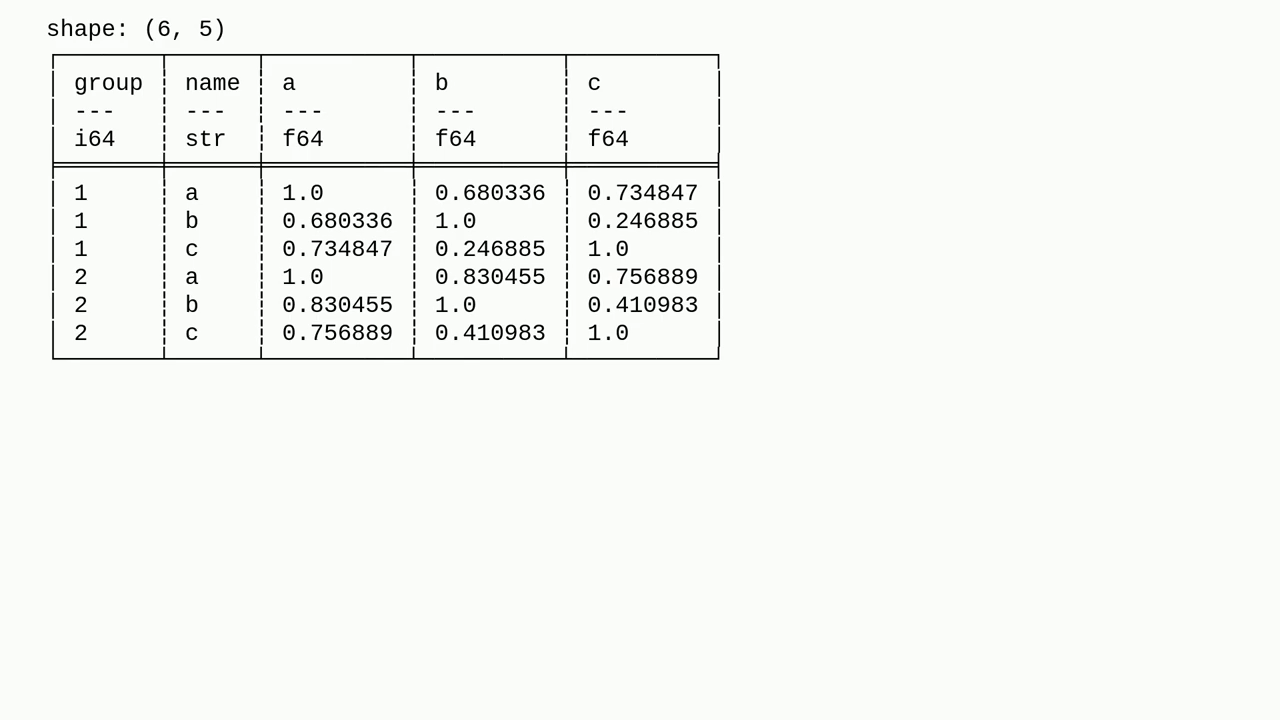 shape: (6, 5)
group name a b c
--- --- --- --- ---
i64 str f64 f64 f64
1 a 1.0 0.680336 0.734847
1 b 0.680336 1.0 0.246885
1 c 0.734847 0.246885 1.0
2 a 1.0 0.830455 0.756889
2 b 0.830455 1.0 0.410983
2 c 0.756889 0.410983 1.0